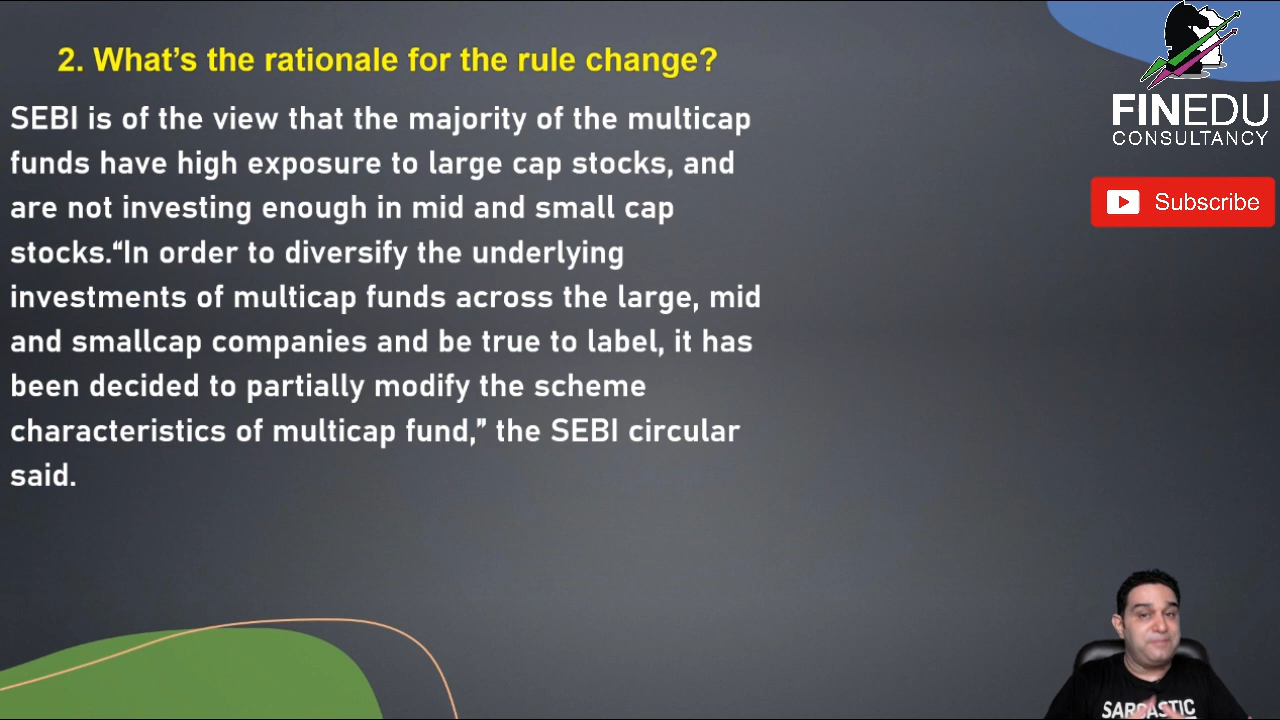 2. What's the rationale for the rule change?
SEBI is of the view that the majority of the multicap
funds have high exposure to large cap stocks, and
are not investing enough in mid and small cap
stocks.“In order to diversify the underlying
investments of multicap funds across the large, mid
and smallcap companies and be true to label, it has
been decided to partially modify the scheme
characteristics of multicap fund,” the SEBI circular
said.
FINEDU
CONSULTANCY
Subscribe
SARCASTIC